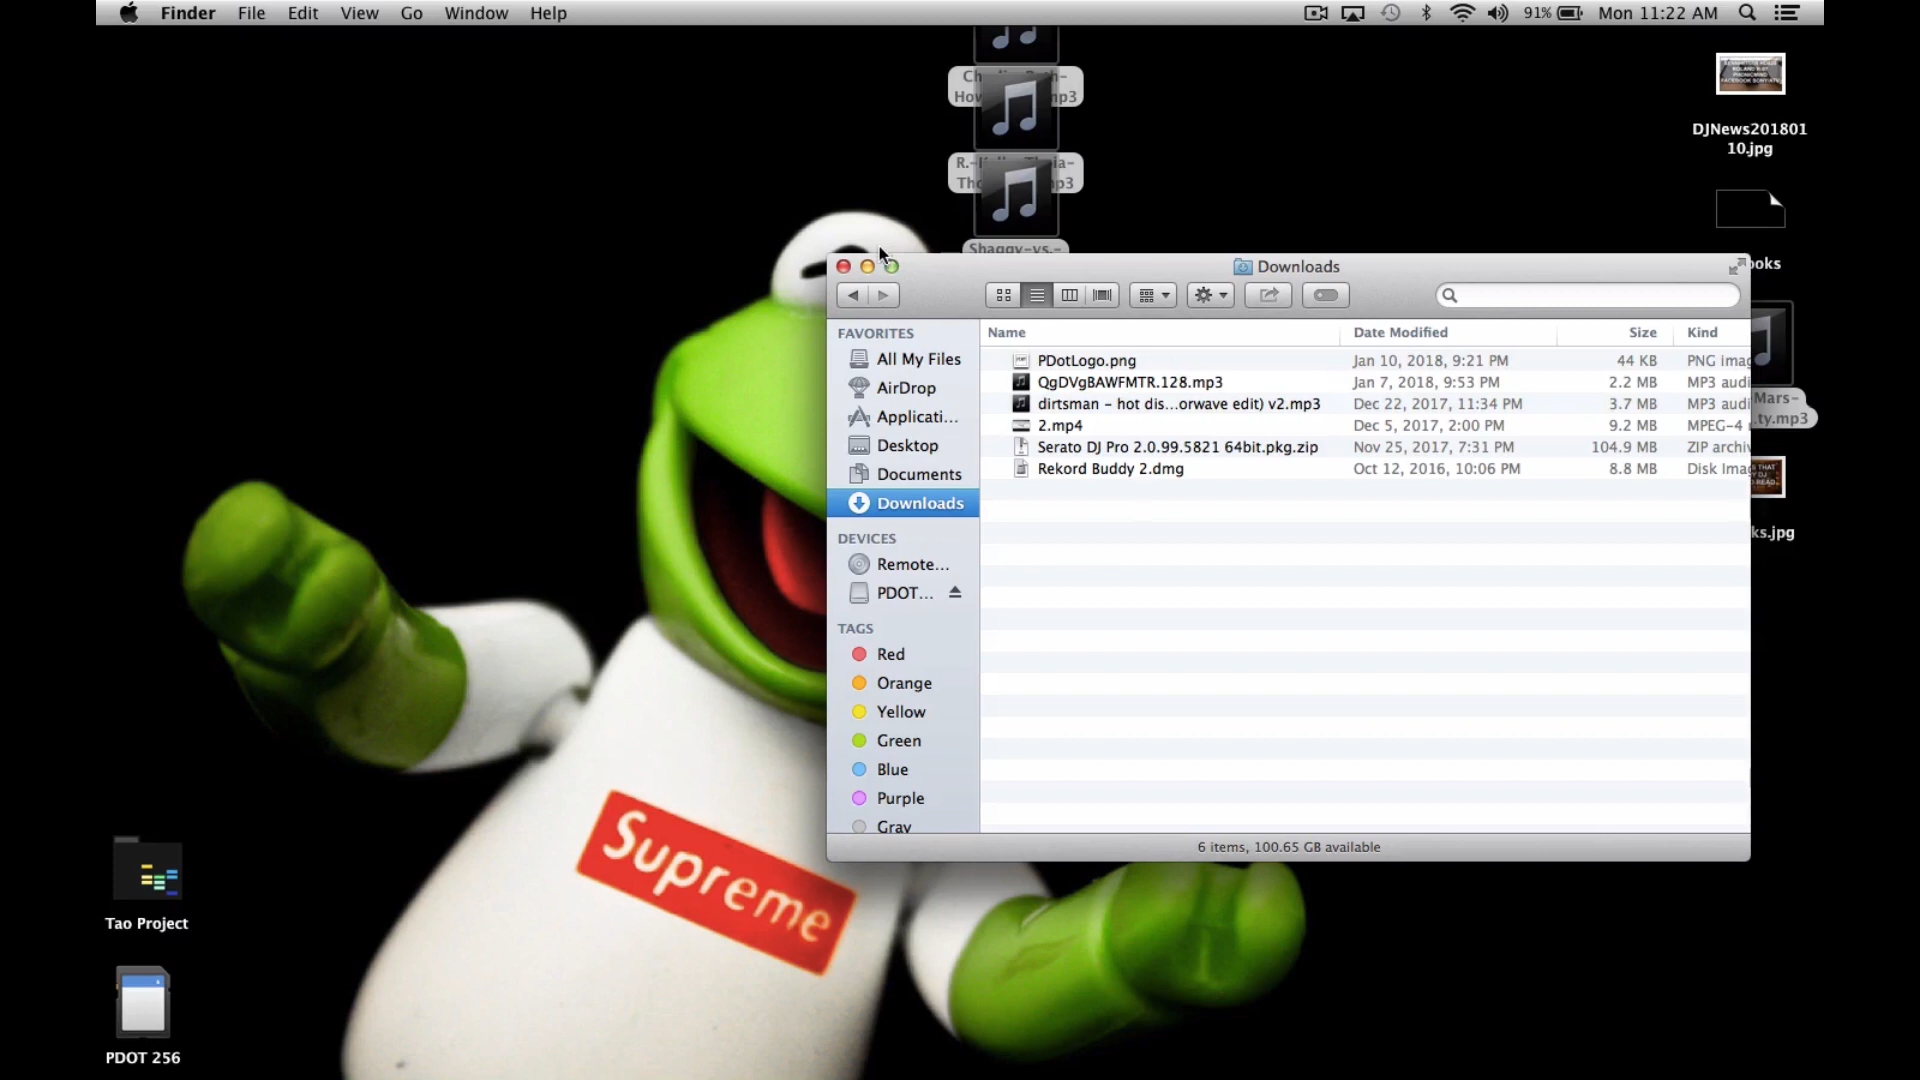 Finder File Edit View Go Window Help 91% Mon 11:22 AM
DJNews201801
10.jpg
mp3
R.-
mp3
Shaggy-vs.-
Downloads
FAVORITES
All My Files
AirDrop
Applicati...
Desktop
Documents
Downloads
DEVICES
Remote...
PDOT...
TAGS
Red
Orange
Yellow
Green
Blue
Purple
Gray
Name Date Modified Size Kind
PDotLogo.png Jan 10, 2018, 9:21 PM 44 KB PNG imag
QgDVgBAWFMTR.128.mp3 Jan 7, 2018, 9:53 PM 2.2 MB MP3 audi
dirtsman - hot dis...orwave edit) v2.mp3 Dec 22, 2017, 11:34 PM 3.7 MB MP3 audi
2.mp4 Dec 5, 2017, 2:00 PM 9.2 MB MPEG-4
Serato DJ Pro 2.0.99.5821 64bit.pkg.zip Nov 25, 2017, 7:31 PM 104.9 MB ZIP archiv
Rekord Buddy 2.dmg Oct 12, 2016, 10:06 PM 8.8 MB Disk Imag
6 items, 100.65 GB available
ooks
Mars-
ty.mp3
ks.jpg
Supreme
Tao Project
PDOT 256